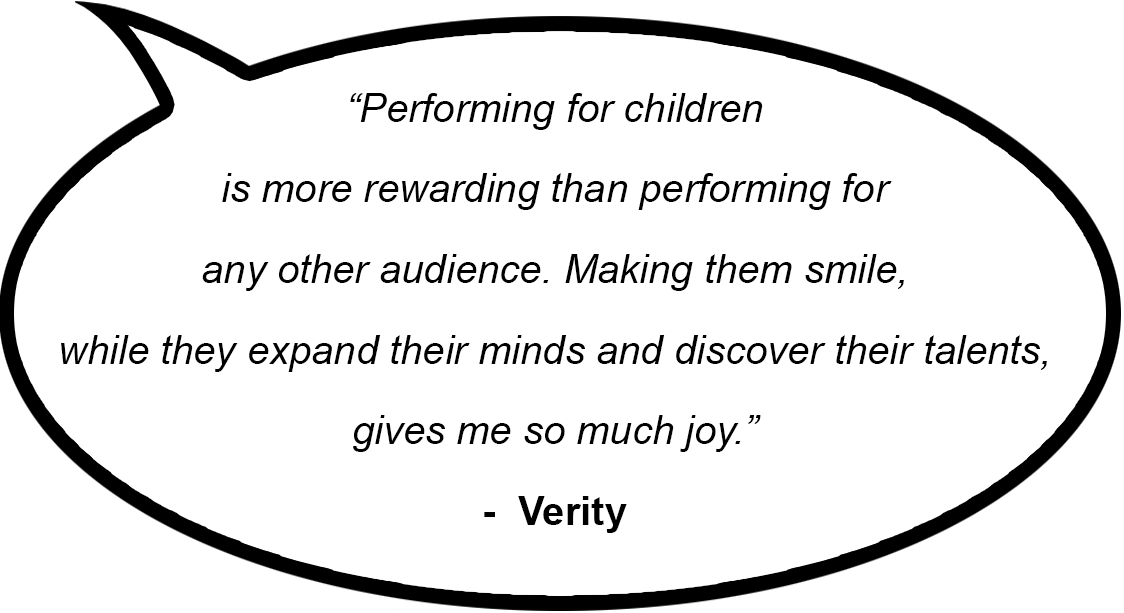 “Performing for children
is more rewarding than performing for
any other audience. Making them smile,
while they expand their minds and discover their talents,
gives me so much joy.”
- Verity